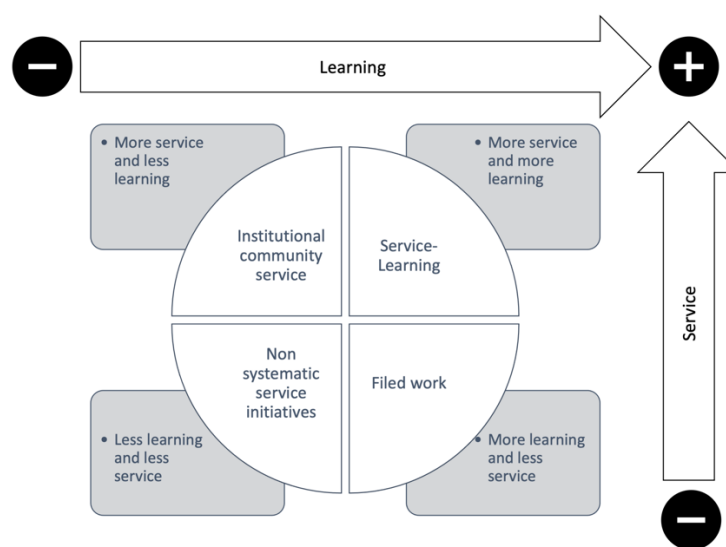 Learning
• More service
and less
learning
• More service
and more
learning
Institutional
community
service
Service-
Learning
Service
Non
systematic
service
initiatives
Filed work
• Less learning
and less
service
• More learning
and less
service